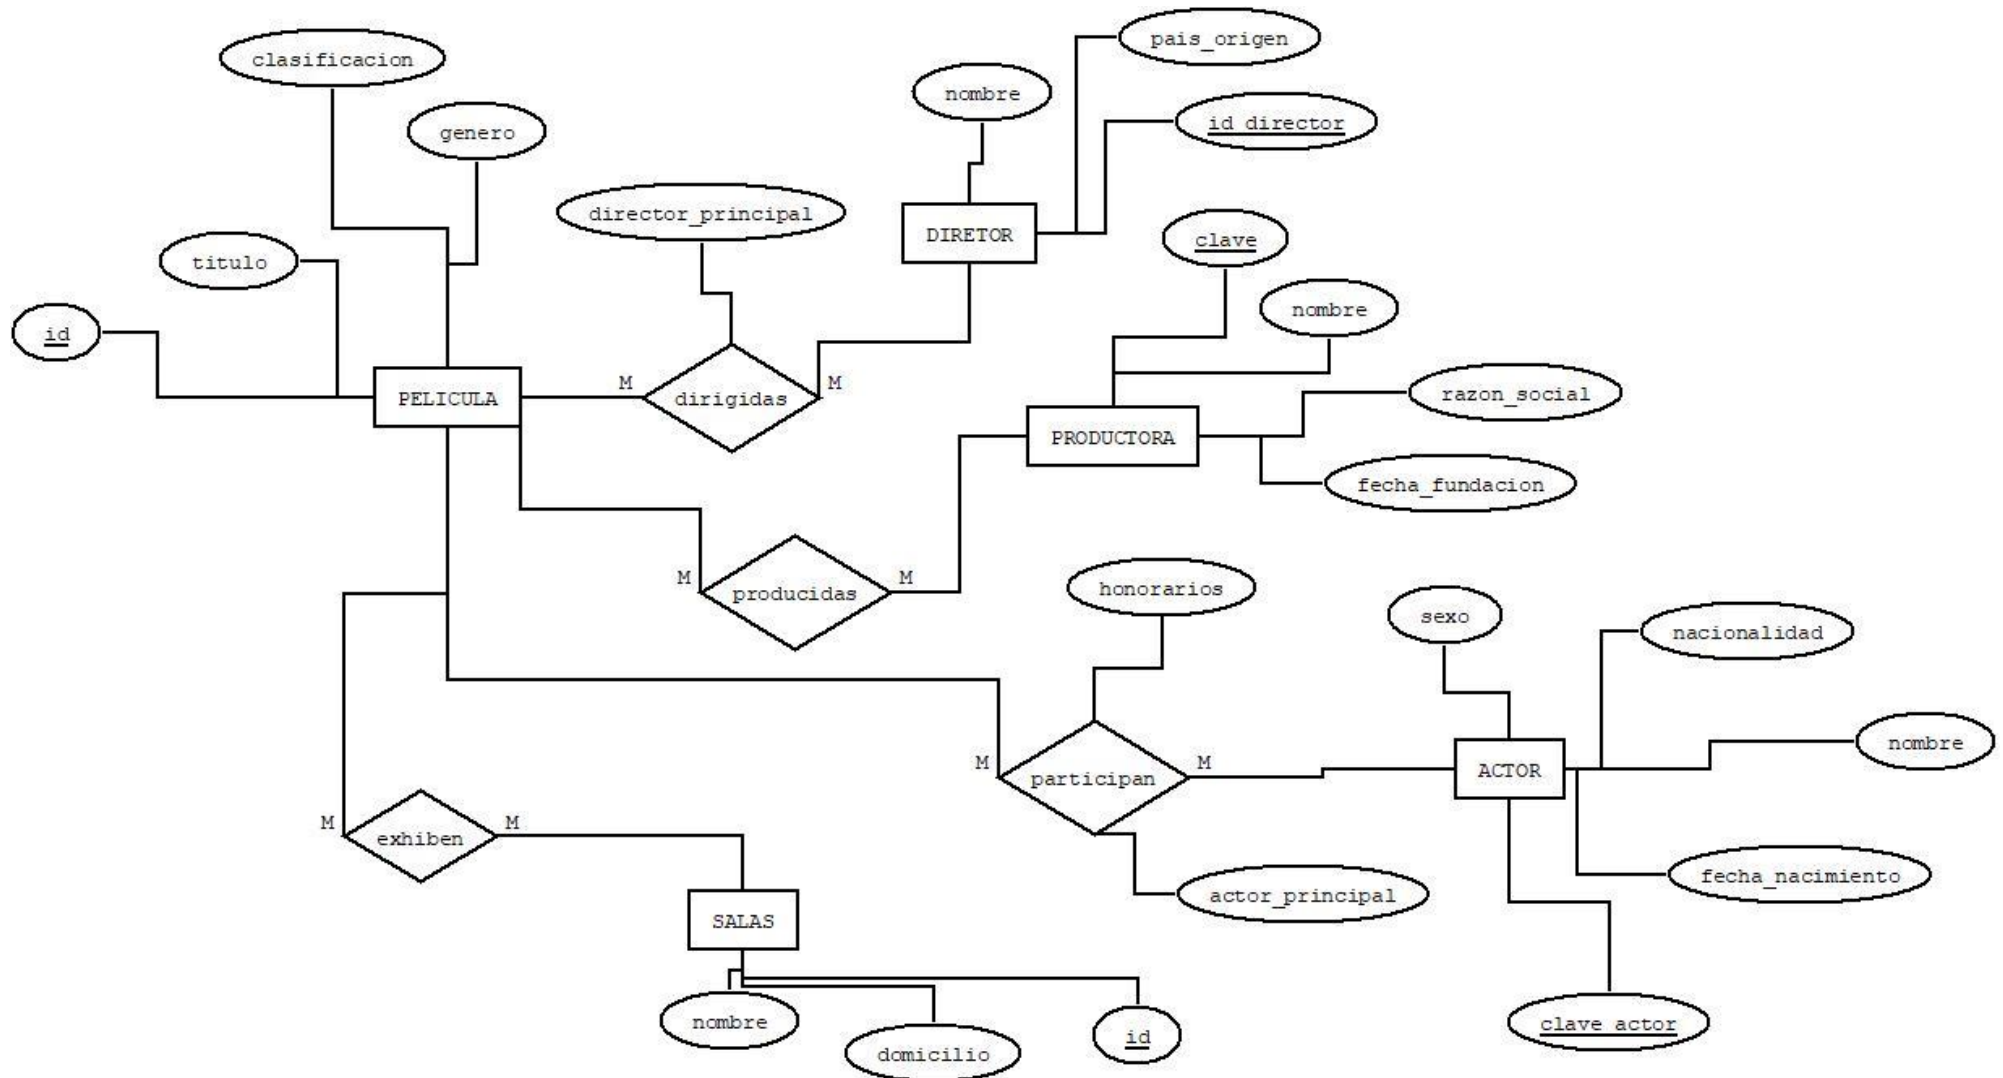 pais_origen
clasificacion
nombre
id_director
genero
director_principal
DIRETOR
clave
titulo
nombre
id
M
M
PELICULA
dirigidas
razon_social
PRODUCTORA
fecha_fundacion
M
M
producidas
honorarios
sexo
nacionalidad
nombre
M
M
participan
ACTOR
M
M
exhiben
fecha_nacimiento
actor_principal
SALAS
nombre
clave_actor
id
domicilio